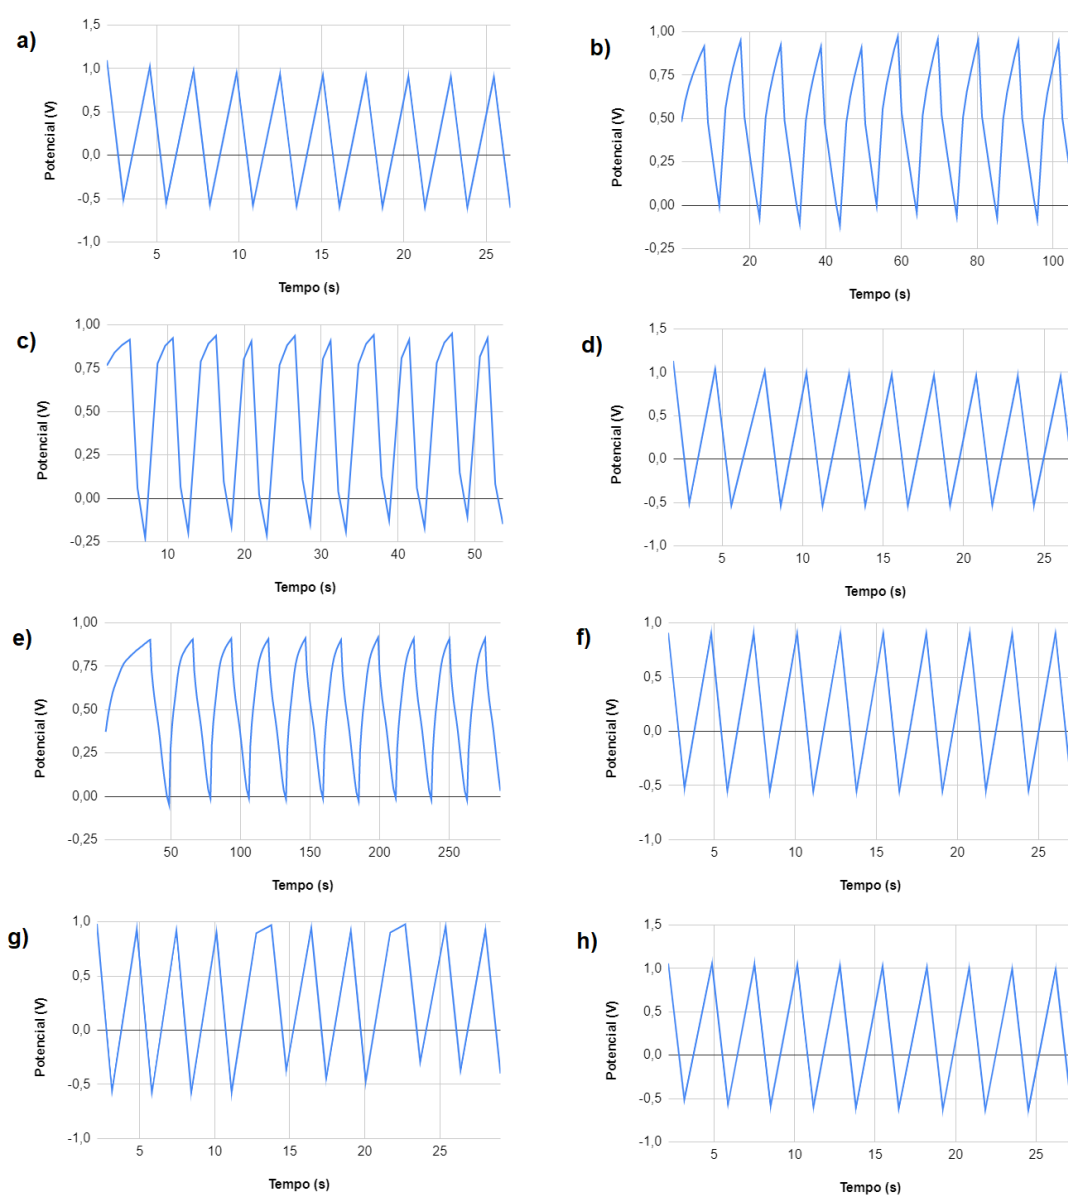 a)
Potencial (V)
1,5
1,0
0,5
0,0
-0,5
-1,0
5 10 15 20 25
Tempo (s)
b)
Potencial (V)
1,00
0,75
0,50
0,25
0,00
-0,25
20 40 60 80 100
Tempo (s)
c)
Potencial (V)
1,00
0,75
0,50
0,25
0,00
-0,25
10 20 30 40 50
Tempo (s)
d)
Potencial (V)
1,5
1,0
0,5
0,0
-0,5
-1,0
5 10 15 20 25
Tempo (s)
e)
Potencial (V)
1,00
0,75
0,50
0,25
0,00
-0,25
50 100 150 200 250
Tempo (s)
f)
Potencial (V)
1,0
0,5
0,0
-0,5
-1,0
5 10 15 20 25
Tempo (s)
g)
Potencial (V)
1,0
0,5
0,0
-0,5
-1,0
5 10 15 20 25
Tempo (s)
h)
Potencial (V)
1,5
1,0
0,5
0,0
-0,5
-1,0
5 10 15 20 25
Tempo (s)